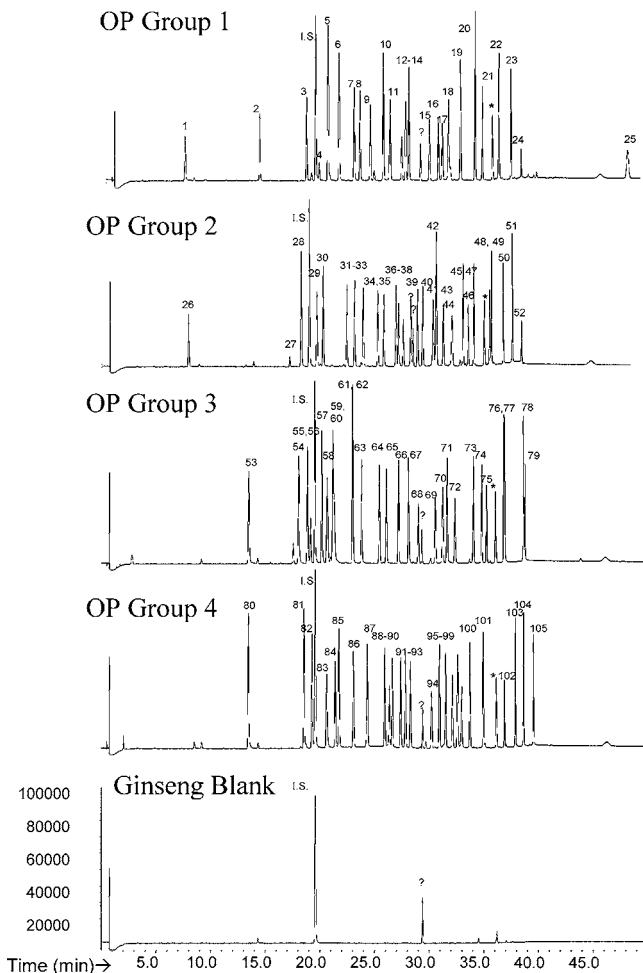 OP Group 1
I.S.
1 2 3 4 5 6 7,8 9 10 11 12-14 ? 15 16 17 18 19 20 21 * 22 23 24 25
OP Group 2
I.S.
26 27 28 29 30 31-33 34,35 36-38 ? ? 39 40 4 42 43 44 45 46 47 * 48, 49 50 51 52
OP Group 3
I.S.
53 54 55,56 57 58 59, 60 61, 62 63 64 65 66,67 68 ? 69 70 71 72 73 74 75 * 76,77 78 79
OP Group 4
I.S
80 81 82 83 84 85 86 87 88-90 91-93 ? 94 95-99 100 101 * 102 103 104 105
Ginseng Blank
I.S.
?
100000
80000
60000
40000
20000
Time (min)→ 5.0 10.0 15.0 20.0 25.0 30.0 35.0 40.0 45.0